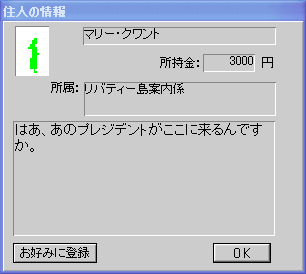 住人の情報
マリー・クワント
所持金: 3000 円
所属: リバティー島案内係
はあ、あのプレジデントがここに来るんです
か。
お好みに登録 OK